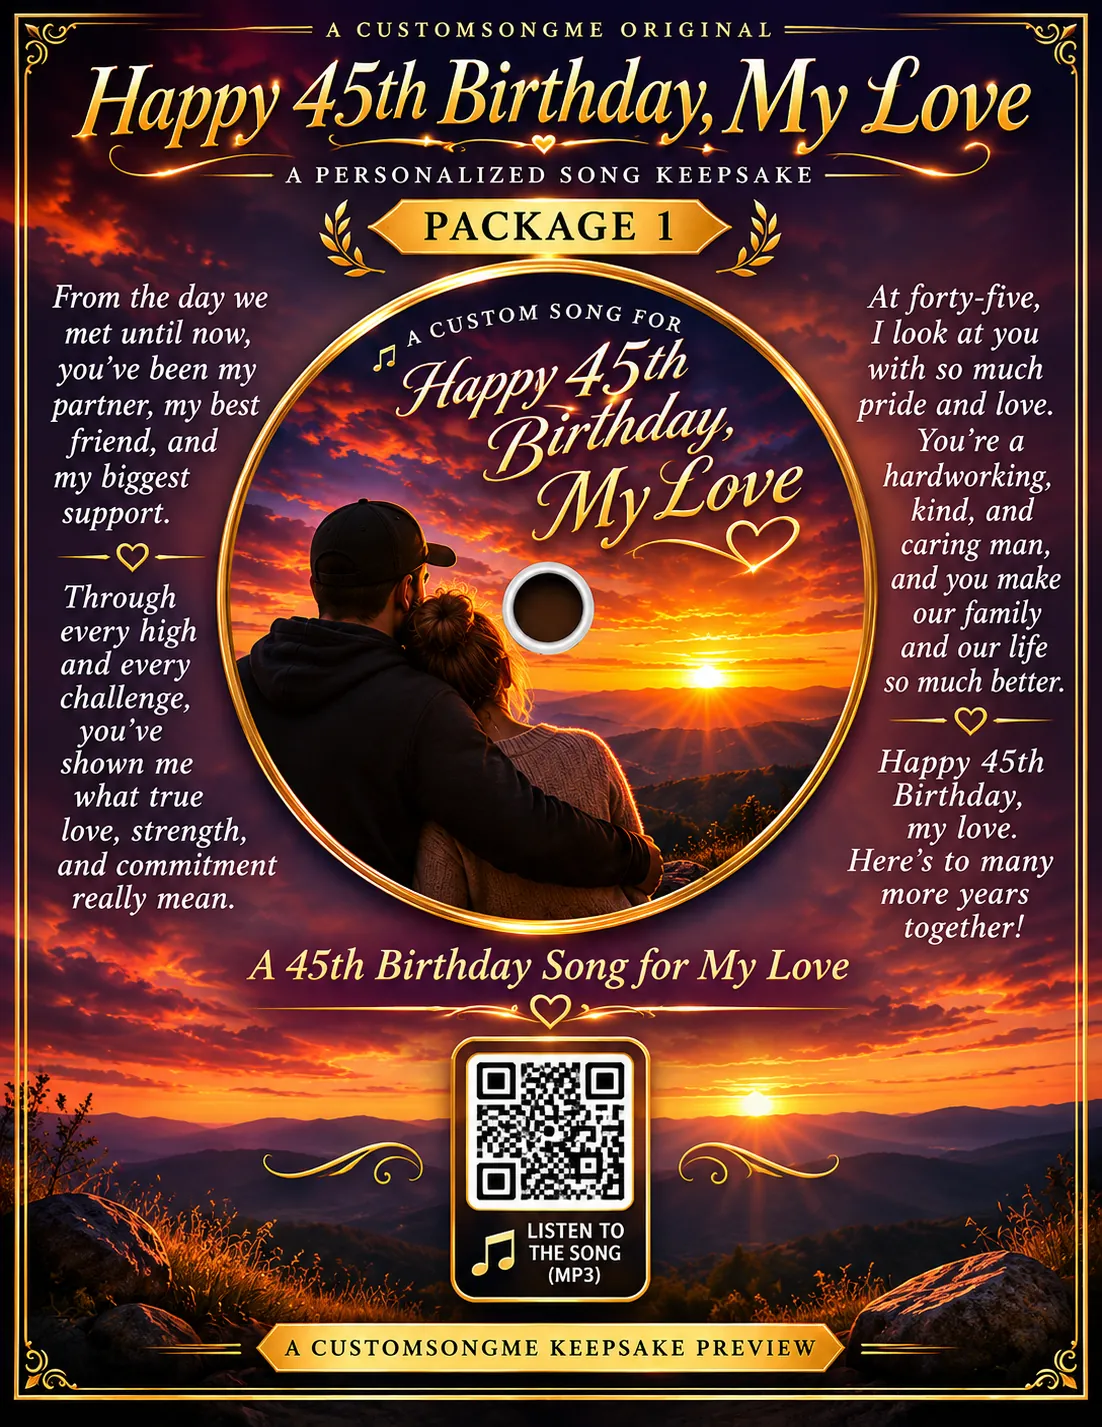 A CUSTOMSONGME ORIGINAL
Happy 45th Birthday, My Love
A PERSONALIZED SONG KEEPSAKE
PACKAGE 1
From the day we
met until now,
you've been my
partner, my best
friend, and
my biggest
support.
Through
every high
and every
challenge,
you've
shown me
what true
love, strength,
and commitment
really mean.
A CUSTOM SONG FOR
Happy 45th
Birthday,
My Love
At forty-five,
I look at you
with so much
pride and love.
You're a
hardworking,
kind, and
caring man,
and you make
our family
and our life
so much better.
Happy 45th
Birthday,
my love.
Here's to many
more years
together!
A 45th Birthday Song for My Love
LISTEN TO
THE SONG
(MP3)
A CUSTOMSONGME KEEPSAKE PREVIEW